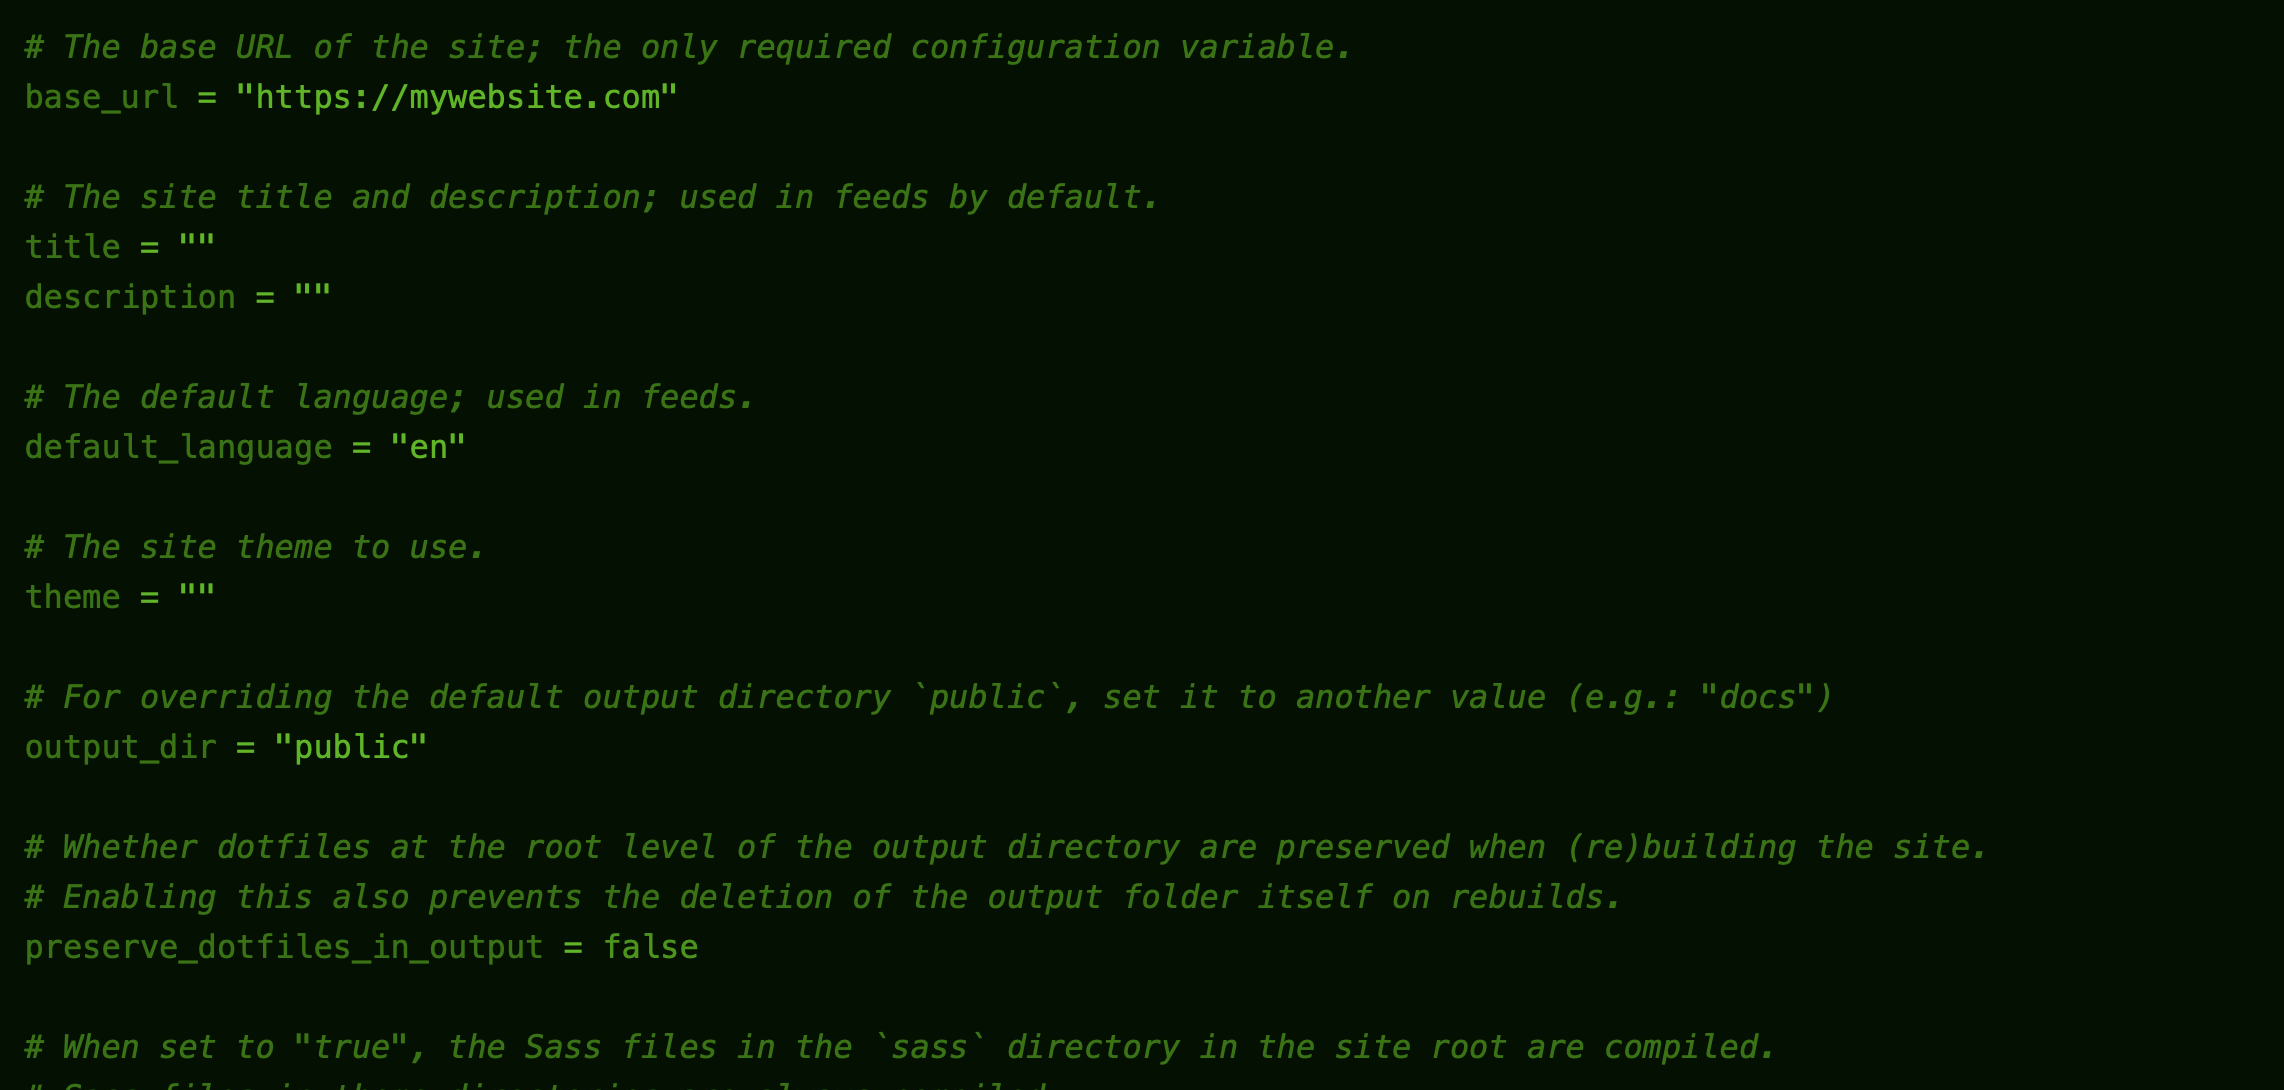 # The base URL of the site; the only required configuration variable.
base_url = "https://mywebsite.com"

# The site title and description; used in feeds by default.
title = ""
description = ""

# The default language; used in feeds.
default_language = "en"

# The site theme to use.
theme = ""

# For overriding the default output directory `public`, set it to another value (e.g.: "docs")
output_dir = "public"

# Whether dotfiles at the root level of the output directory are preserved when (re)building the site.
# Enabling this also prevents the deletion of the output folder itself on rebuilds.
preserve_dotfiles_in_output = false

# When set to "true", the Sass files in the `sass` directory in the site root are compiled.